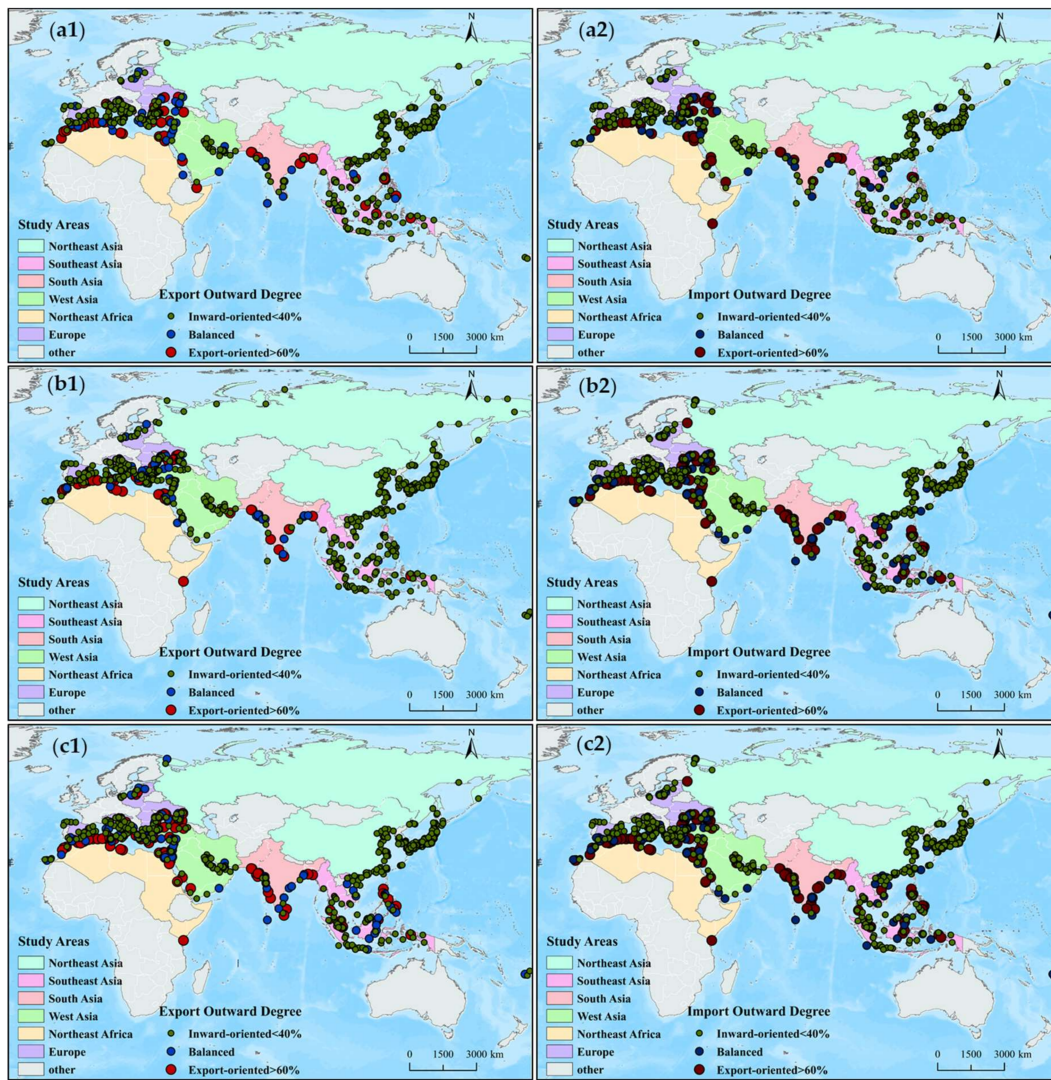 (a1)
N
Study Areas
Northeast Asia
Southeast Asia
South Asia
West Asia
Northeast Africa
Europe
other
Export Outward Degree
Inward-oriented<40%
Balanced
Export-oriented>60%
0 1500 3000 km
(a2)
N
Study Areas
Northeast Asia
Southeast Asia
South Asia
West Asia
Northeast Africa
Europe
other
Import Outward Degree
Inward-oriented<40%
Balanced
Export-oriented>60%
0 1500 3000 km
(b1)
N
Study Areas
Northeast Asia
Southeast Asia
South Asia
West Asia
Northeast Africa
Europe
other
Export Outward Degree
Inward-oriented<40%
Balanced
Export-oriented>60%
0 1500 3000 km
(b2)
N
Study Areas
Northeast Asia
Southeast Asia
South Asia
West Asia
Northeast Africa
Europe
other
Import Outward Degree
Inward-oriented<40%
Balanced
Export-oriented>60%
0 1500 3000 km
(c1)
N
Study Areas
Northeast Asia
Southeast Asia
South Asia
West Asia
Northeast Africa
Europe
other
Export Outward Degree
Inward-oriented<40%
Balanced
Export-oriented>60%
0 1500 3000 km
(c2)
N
Study Areas
Northeast Asia
Southeast Asia
South Asia
West Asia
Northeast Africa
Europe
other
Import Outward Degree
Inward-oriented<40%
Balanced
Export-oriented>60%
0 1500 3000 km